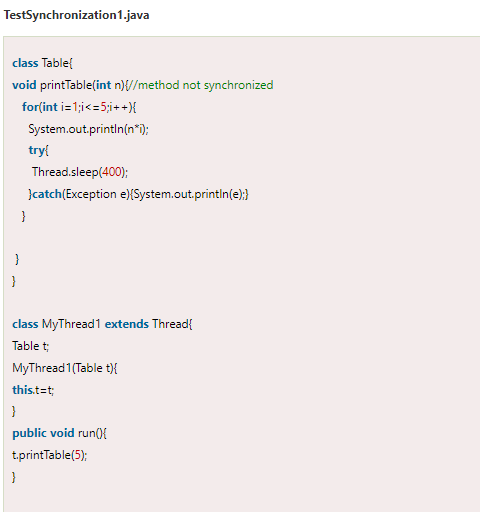 TestSynchronization1.java
class Table{
void printTable(int n){//method not synchronized
for(int i=1;i<=5;i++){
System.out.println(n*i);
try{
Thread.sleep(400);
}catch(Exception e){System.out.println(e);}
}
}
}
class MyThread1 extends Thread{
Table t;
MyThread1(Table t){
this.t=t;
}
public void run(){
t.printTable(5);
}